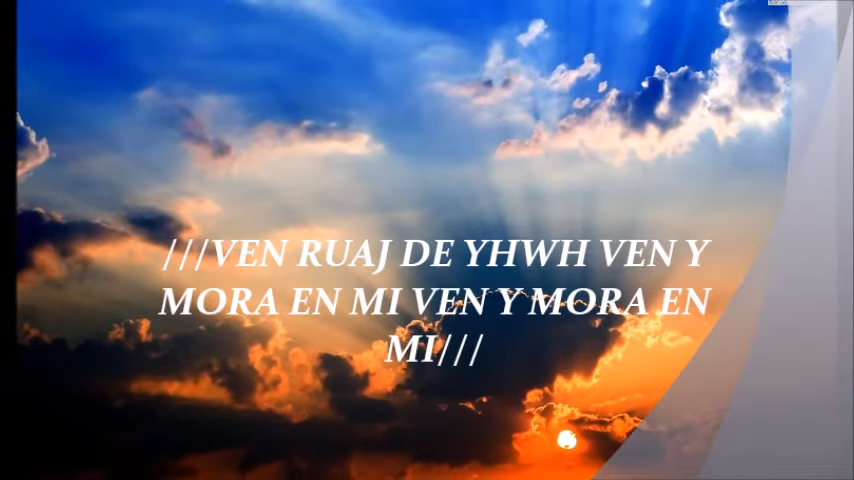 ///VEN RUAJ DE YHWH VEN Y
MORA EN MI VEN Y MORA EN
MI///